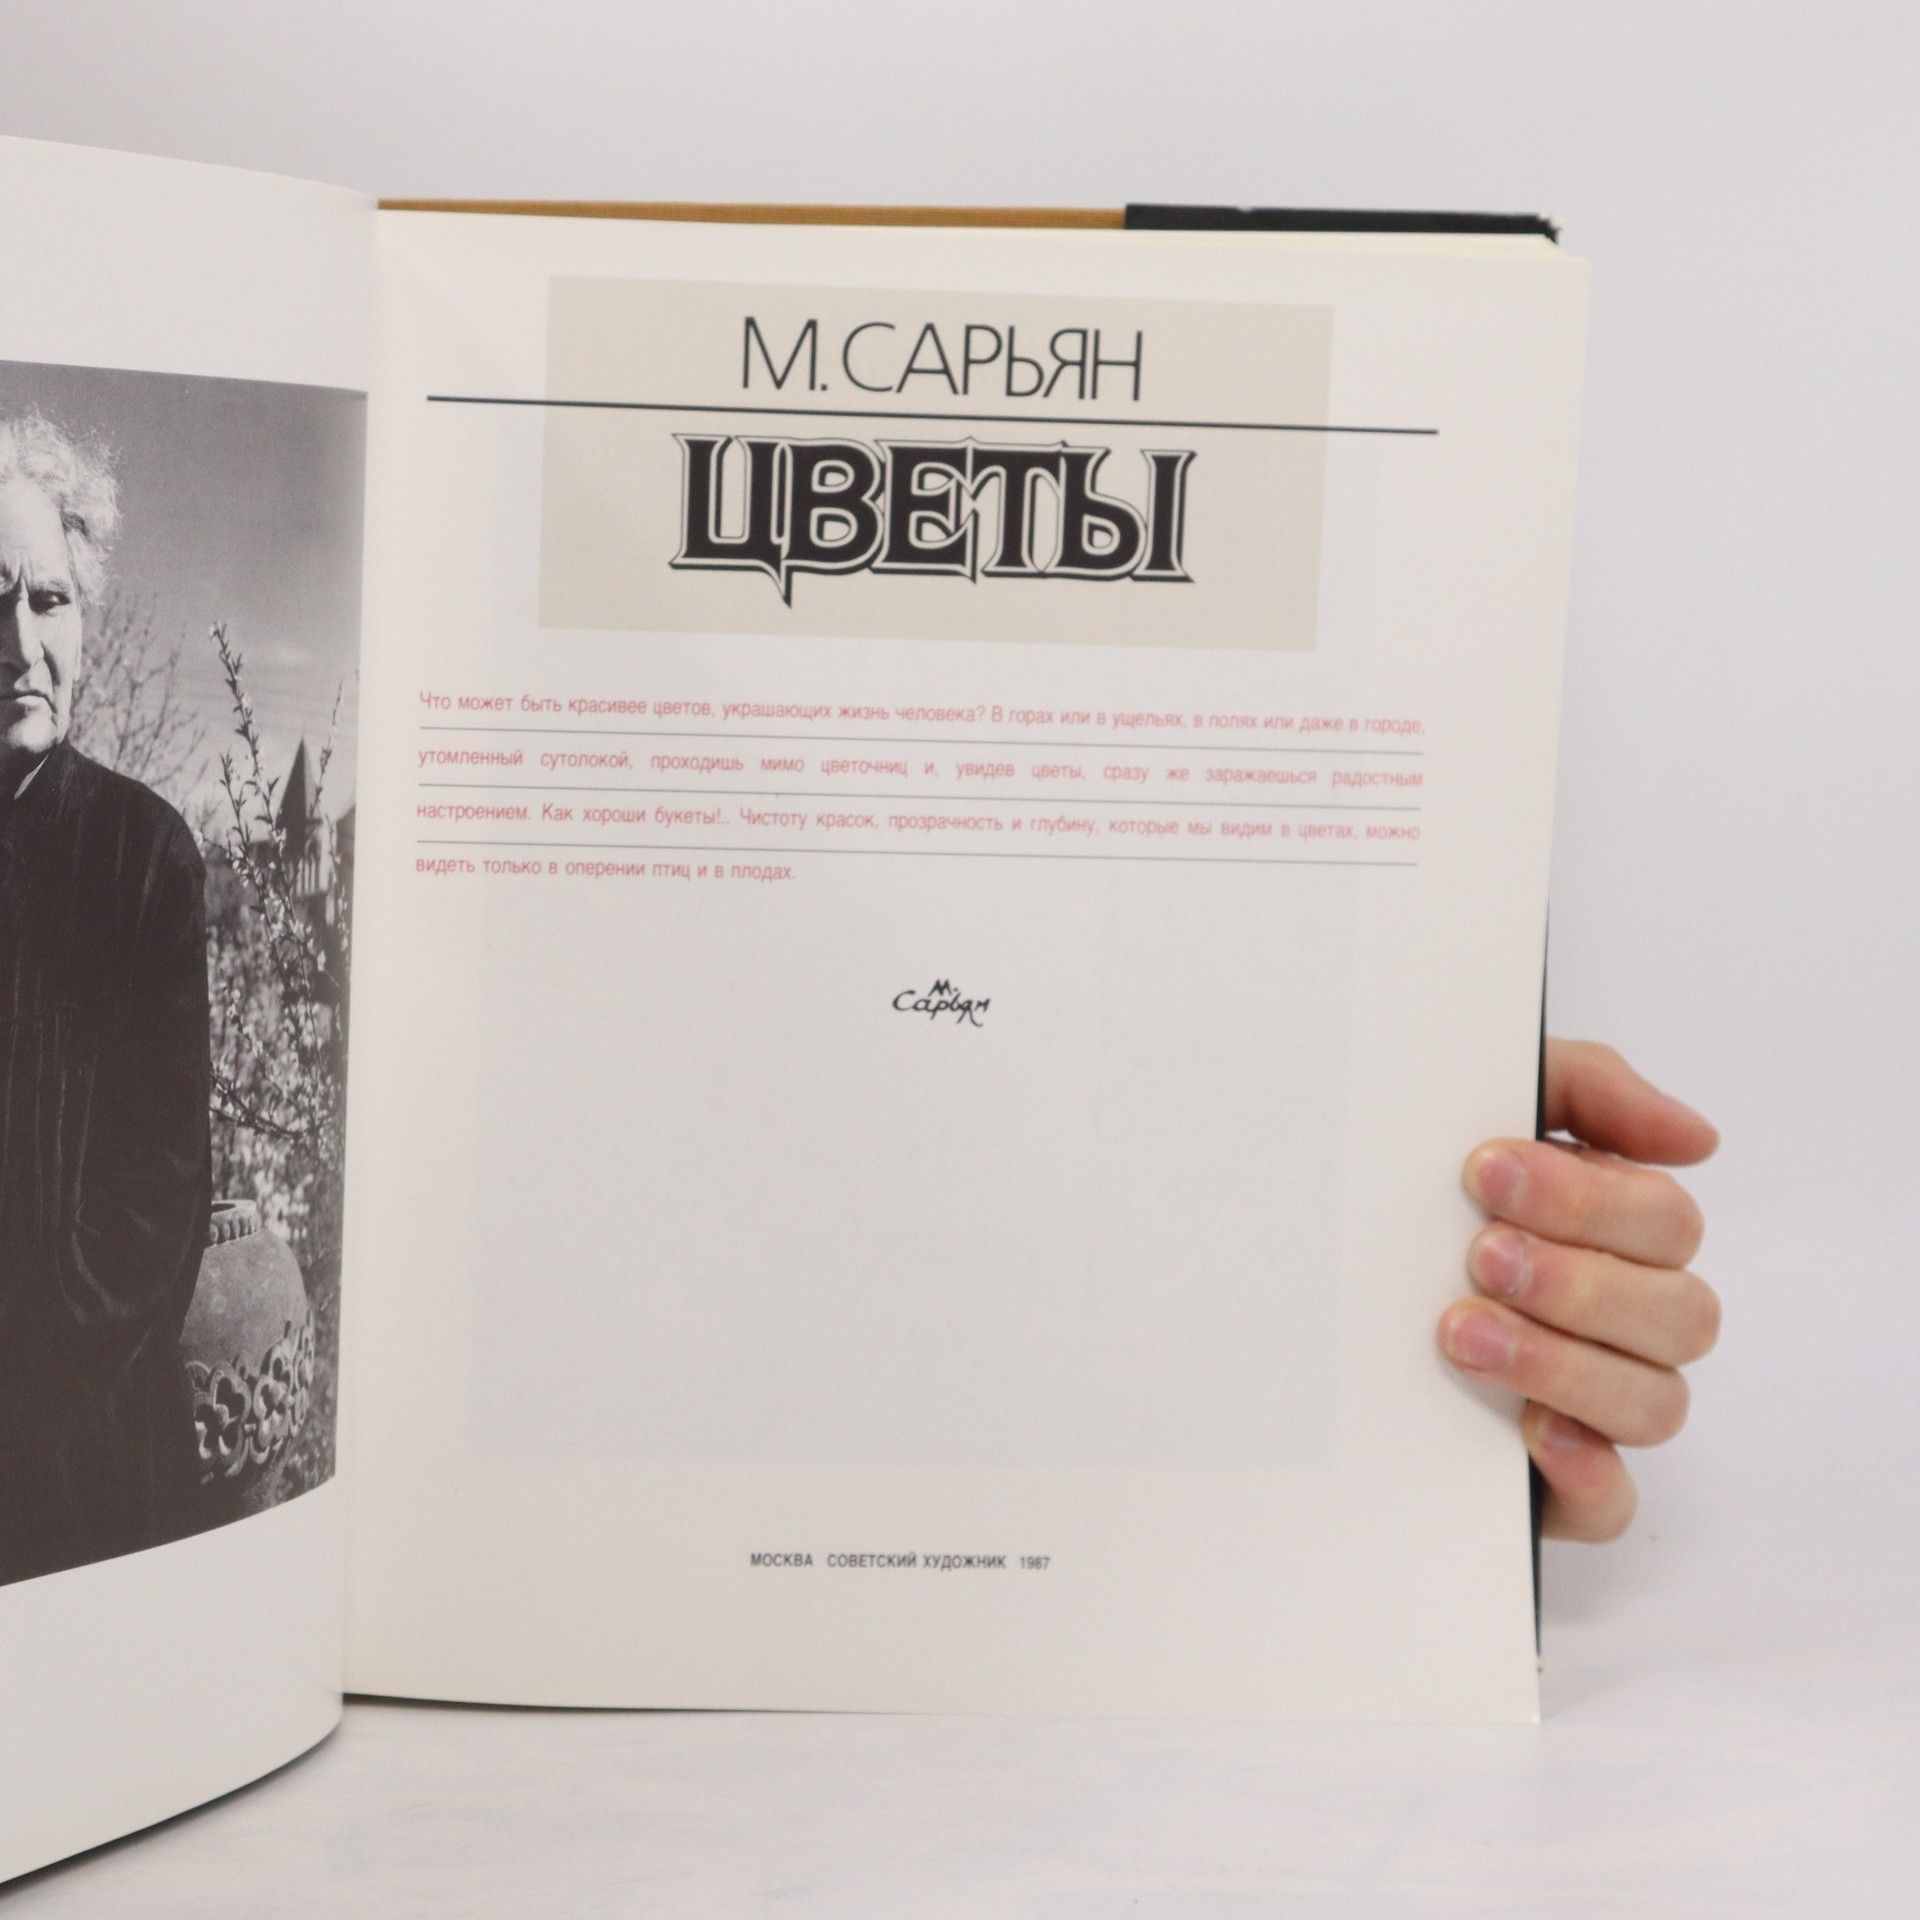 М. САРЬЯН
ЦВЕТЫ
Что может быть красивее цветов, украшающих жизнь человека? В горах или в ущельях, в полях или даже в городе,
утомленный сутолокой, проходишь мимо цветочниц и, увидев цветы, сразу же заражаешься радостным
настроением. Как хороши букеты!.. Чистоту красок, прозрачность и глубину, которые мы видим в цветах, можно
видеть только в оперении птиц и в плодах.
М.
Сарьян
МОСКВА СОВЕТСКИЙ ХУДОЖНИК 1987